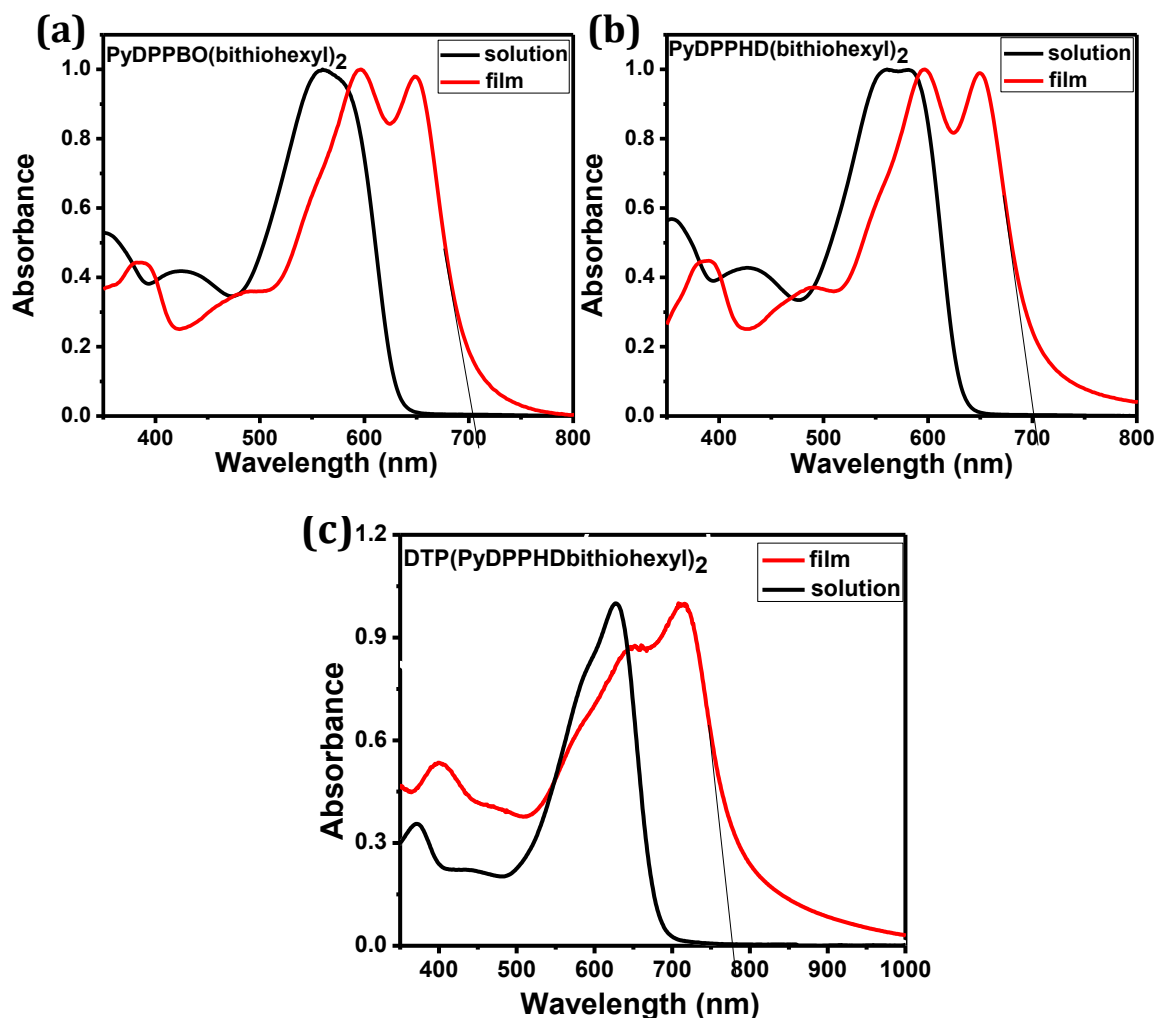 (a)
PyDPPBO(bithiohexyl)2
solution
film
1.0
0.8
0.6
0.4
0.2
0.0
Absorbance
400 500 600 700 800
Wavelength (nm)
(b)
PyDPPHD(bithiohexyl)2
solution
film
1.0
0.8
0.6
0.4
0.2
0.0
Absorbance
400 500 600 700 800
Wavelength (nm)
(c)
DTP(PyDPPHDbithiohexyl)2
film
solution
1.2
0.9
0.6
0.3
0.0
Absorbance
400 500 600 700 800 900 1000
Wavelength (nm)